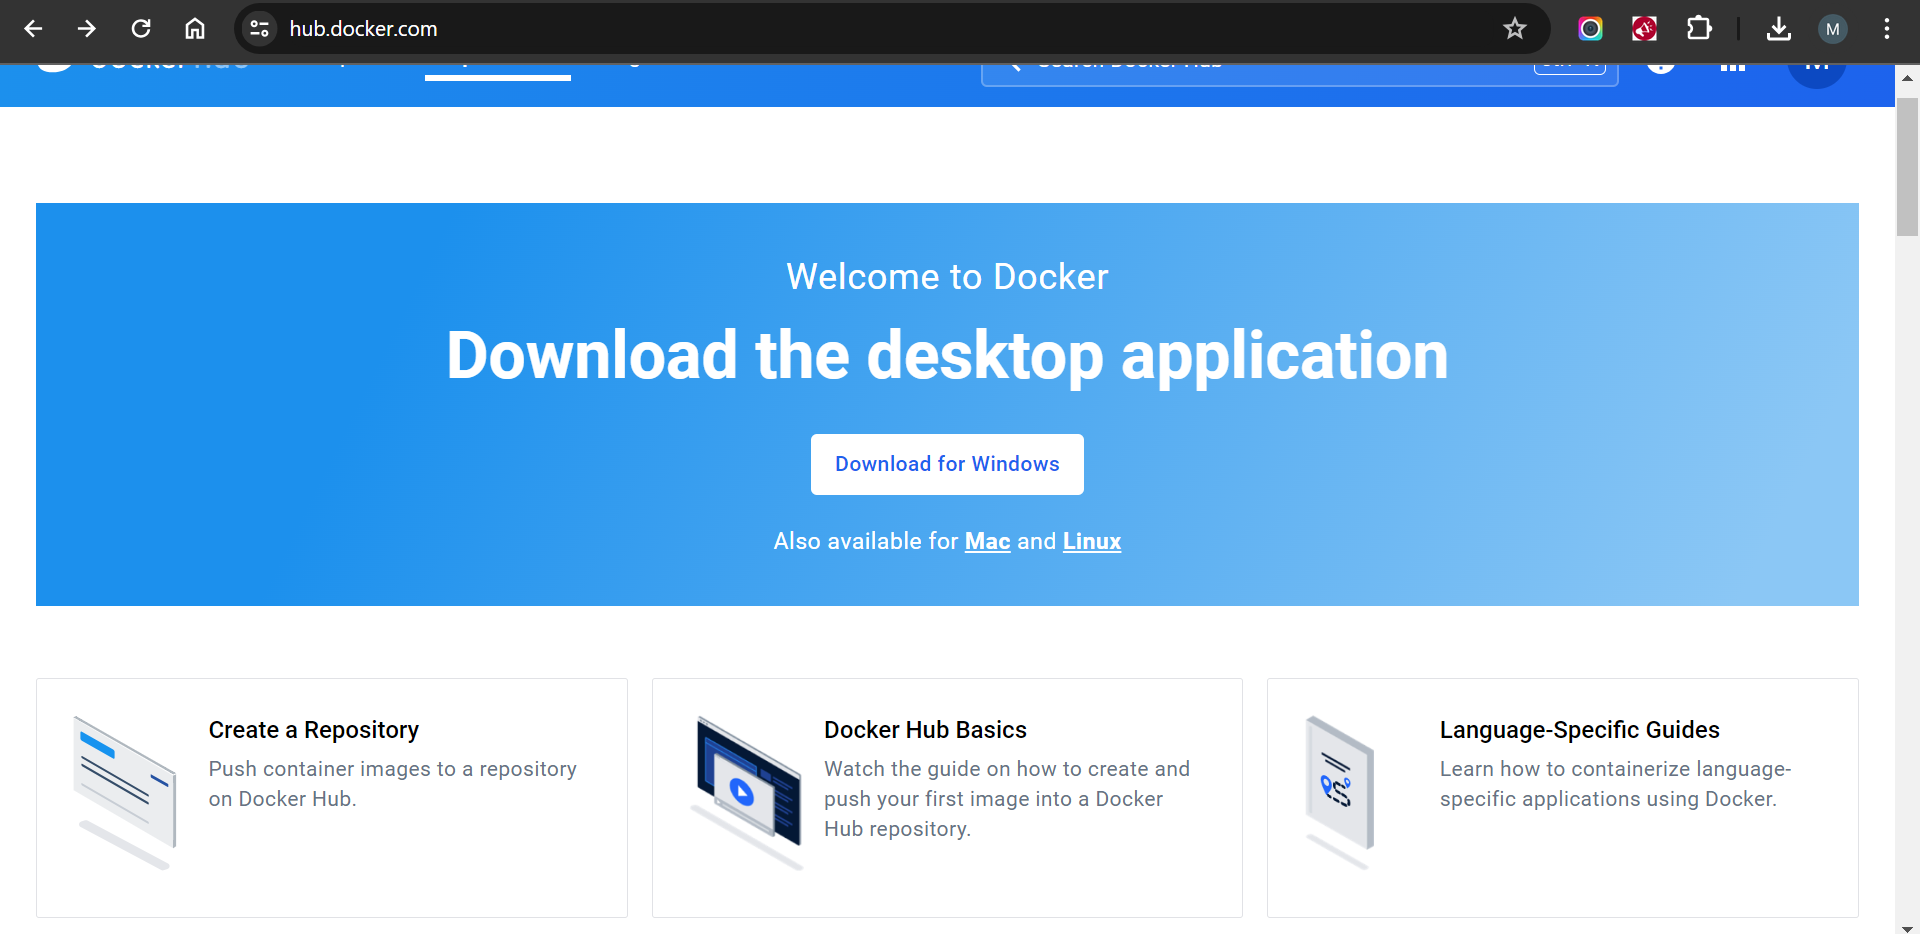 hub.docker.com
M
Welcome to Docker
Download the desktop application
Download for Windows
Also available for Mac and Linux
Create a Repository
Push container images to a repository
on Docker Hub.
Docker Hub Basics
Watch the guide on how to create and
push your first image into a Docker
Hub repository.
Language-Specific Guides
Learn how to containerize language-
specific applications using Docker.